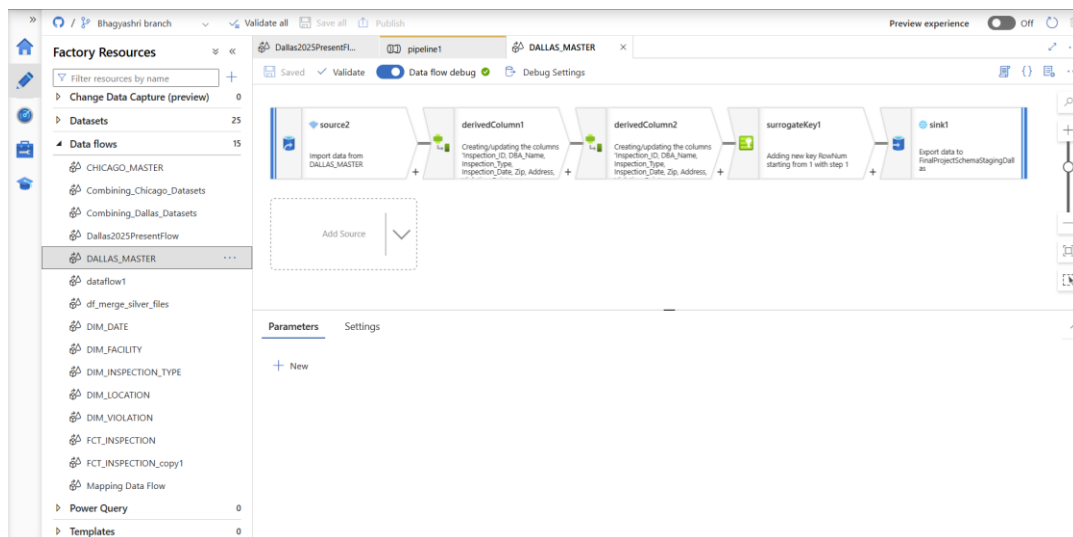 » / Bhagyashri branch Validate all Save all Publish Preview experience Off
Factory Resources
Filter resources by name
Change Data Capture (preview) 0
Datasets 25
Data flows 15
CHICAGO_MASTER
Combining_Chicago_Datasets
Combining_Dallas_Datasets
Dallas2025PresentFlow
DALLAS_MASTER ...
dataflow1
df_merge_silver_files
DIM_DATE
DIM_FACILITY
DIM_INSPECTION_TYPE
DIM_LOCATION
DIM_VIOLATION
FCT_INSPECTION
FCT_INSPECTION_copy1
Mapping Data Flow
Power Query 0
Templates 0
Dallas2025PresentFl... pipeline1 DALLAS_MASTER ×
Saved Validate Data flow debug Debug Settings
source2
Import data from
DALLAS_MASTER
derivedColumn1
Creating/updating the columns
'Inspection_ID, DBA_Name,
Inspection_Type,
Inspection_Date, Zip, Address,
derivedColumn2
Creating/updating the columns
'Inspection_ID, DBA_Name,
Inspection_Type,
Inspection_Date, Zip, Address,
surrogateKey1
Adding new key RowNum
starting from 1 with step 1
sink1
Export data to
FinalProjectSchemaStagingDall
as
Add Source
Parameters Settings
+ New